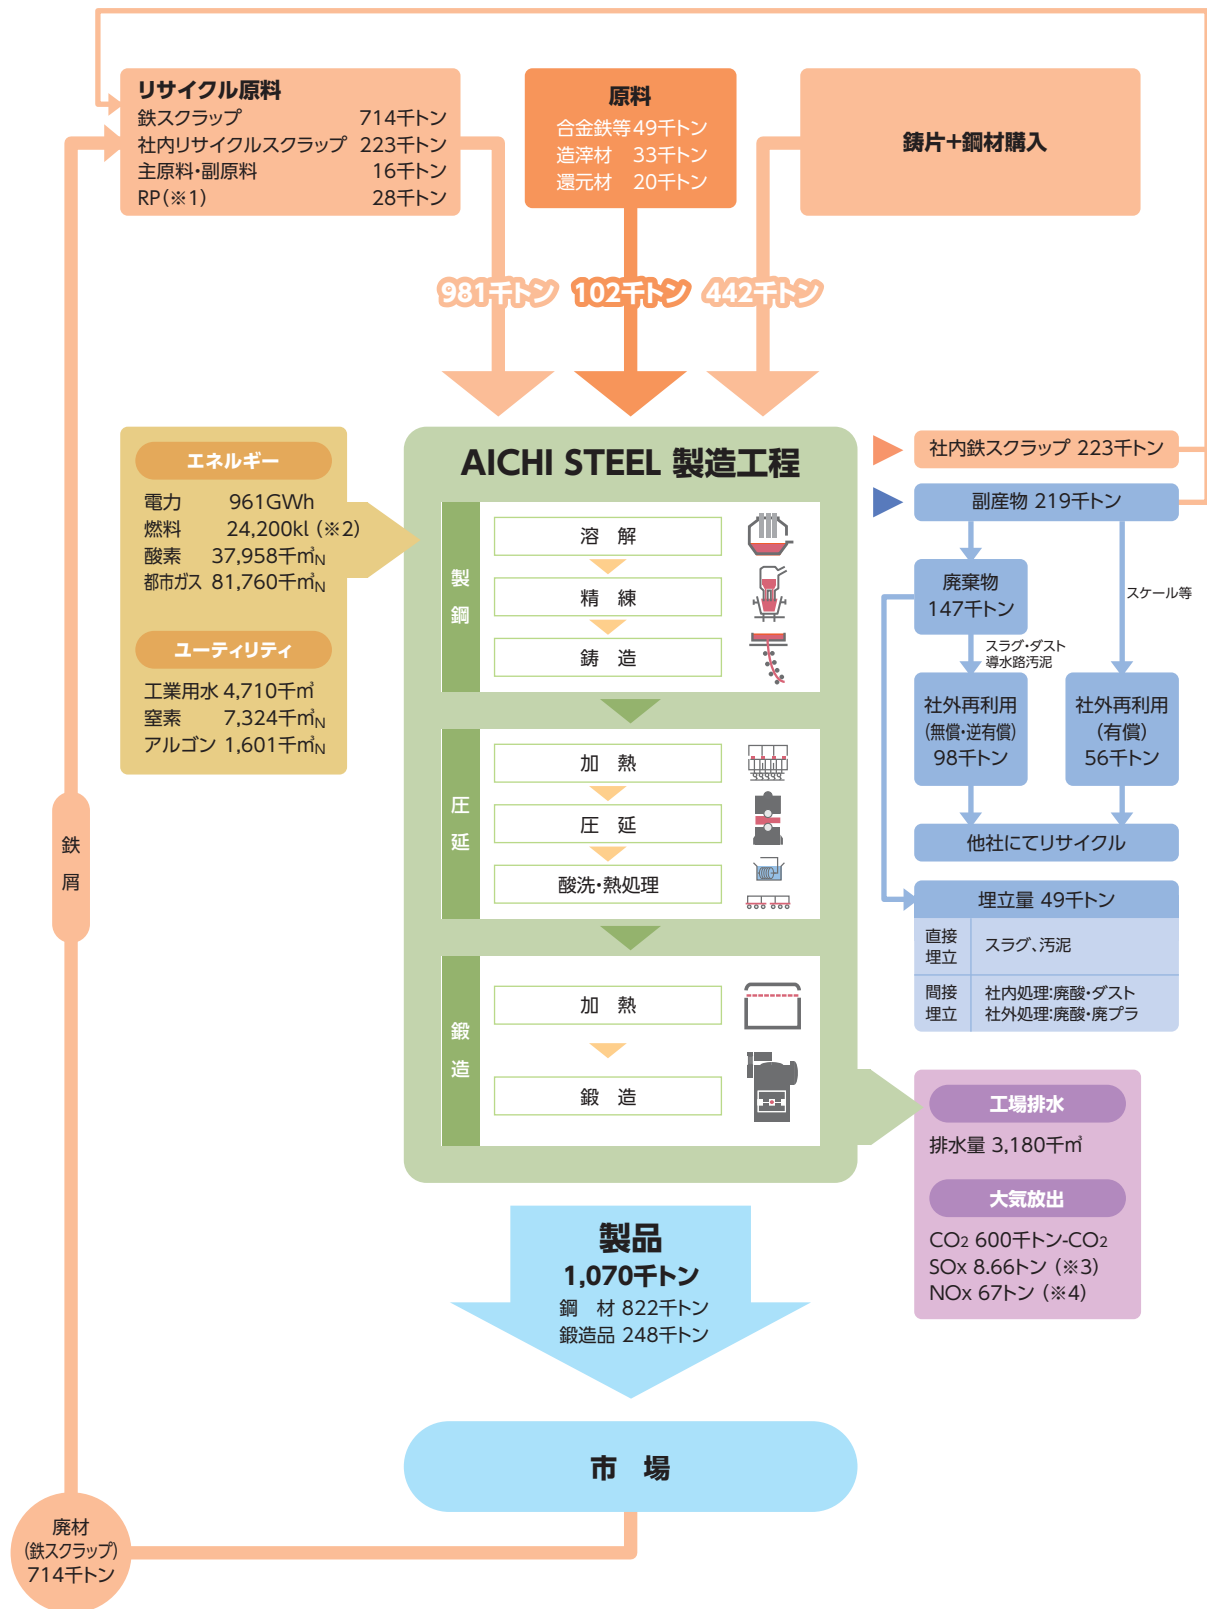 リサイクル原料
鉄スクラップ 714千トン
社内リサイクルスクラップ 223千トン
主原料・副原料 16千トン
RP(※1) 28千トン
原料
合金鉄等 49千トン
造滓材 33千トン
還元材 20千トン
鋳片+鋼材購入
981千トン
102千トン
442千トン
エネルギー
電力 961GWh
燃料 24,200kl (※2)
酸素 37,958千㎥N
都市ガス 81,760千㎥N
ユーティリティ
工業用水 4,710千㎥
窒素 7,324千㎥N
アルゴン 1,601千㎥N
AICHI STEEL 製造工程
製鋼
溶解
精練
鋳造
圧延
加熱
圧延
酸洗・熱処理
鍛造
加熱
鍛造
社内鉄スクラップ 223千トン
副産物 219千トン
廃棄物
147千トン
スケール等
スラグ・ダスト
導水路汚泥
社外再利用
(無償・逆有償)
98千トン
社外再利用
(有償)
56千トン
他社にてリサイクル
埋立量 49千トン
直接
埋立
スラグ、汚泥
間接
埋立
社内処理:廃酸・ダスト
社外処理:廃酸・廃プラ
工場排水
排水量 3,180千㎥
大気放出
CO2 600千トン-CO2
SOx 8.66トン (※3)
NOx 67トン (※4)
製品
1,070千トン
鋼 材 822千トン
鍛造品 248千トン
市 場
鉄屑
廃材
(鉄スクラップ)
714千トン